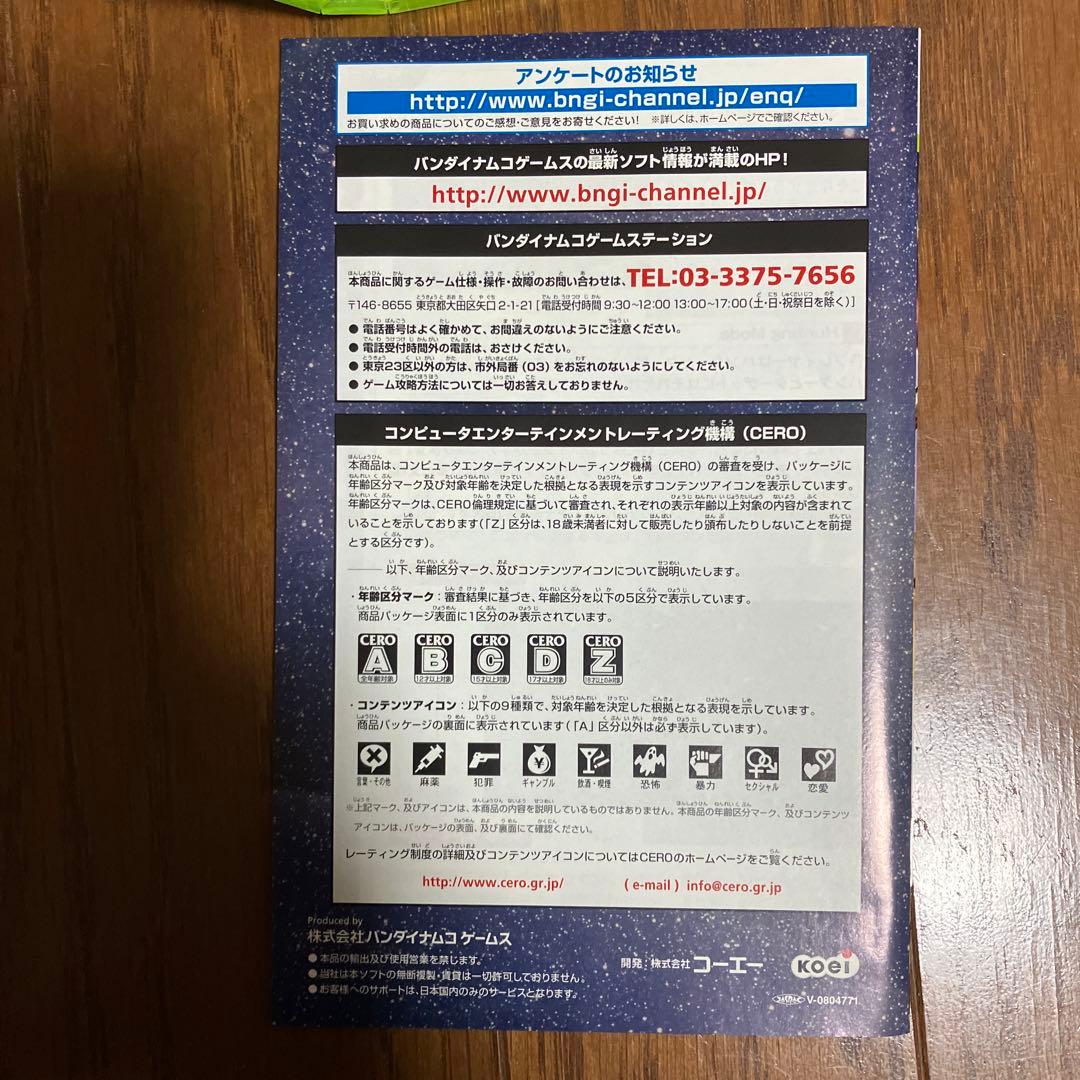 アンケートのお知らせ
http://www.bngi-channel.jp/enq/
お買い求めの商品についてのご感想・ご意見をお寄せください! ※詳しくは、ホームページでご確認ください。
バンダイナムコゲームスの最新ソフト情報が満載のHP!
http://www.bngi-channel.jp/
バンダイナムコゲームステーション
本商品に関するゲーム仕様・操作・故障のお問い合わせは、TEL:03-3375-7656
〒146-8655 東京都大田区矢口 2-1-21 [電話受付時間 9:30~12:00 13:00~17:00 (土・日・祝祭日を除く)]
● 電話番号はよく確かめて、お間違えのないようにご注意ください。
● 電話受付時間外の電話は、おさけください。
● 東京23区以外の方は、市外局番 (03) をお忘れのないようにしてください。
● ゲーム攻略方法については一切お答えしておりません。
コンピュータエンターテインメントレーティング機構 (CERO)
本商品は、コンピュータエンターテインメントレーティング機構 (CERO) の審査を受け、パッケージに
年齢区分マーク及び対象年齢を決定した根拠となる表現を示すコンテンツアイコンを表示しています。
年齢区分マークは、CERO倫理規定に基づいて審査され、それぞれの表示年齢以上対象の内容が含まれて
いることを示しております(「Z」区分は、18歳未満者に対して販売したり頒布したりしないことを前提
とする区分です)。
―― 以下、年齢区分マーク、及びコンテンツアイコンについて説明いたします。
・年齢区分マーク:審査結果に基づき、年齢区分を以下の5区分で表示しています。
商品パッケージ表面に1区分のみ表示されています。
CERO A 全年齢対象 CERO B 12才以上対象 CERO C 15才以上対象 CERO D 17才以上対象 CERO Z 18才以上のみ対象
・コンテンツアイコン:以下の9種類で、対象年齢を決定した根拠となる表現を示しています。
商品パッケージの裏面に表示されています(「A」区分以外は必ず表示しています)。
言葉・その他 麻薬 犯罪 ギャンブル 飲酒・喫煙 恐怖 暴力 セクシャル 恋愛
※上記マーク、及びアイコンは、本商品の内容を説明しているものではありません。本商品の年齢区分マーク、及びコンテンツ
アイコンは、パッケージの表面、及び裏面にて確認ください。
レーティング制度の詳細及びコンテンツアイコンについてはCEROのホームページをご覧ください。
http://www.cero.gr.jp/ (e-mail) info@cero.gr.jp
Produced by
株式会社バンダイナムコ ゲームス
● 本品の輸出及び使用営業を禁じます。
● 当社は本ソフトの無断複製・賃貸は一切許可しておりません。
● お客様へのサポートは、日本国内のみのサービスとなります。
開発:株式会社 コーエー KOEI
V-0804771